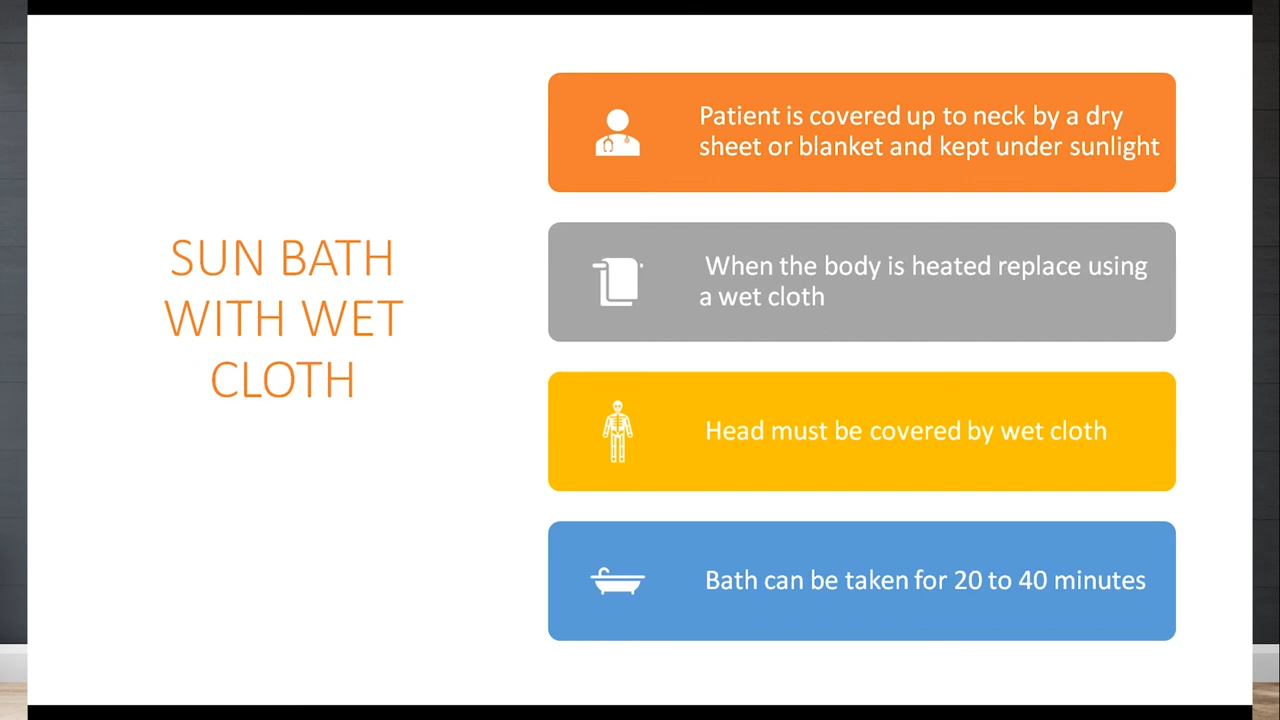 SUN BATH
WITH WET
CLOTH
Patient is covered up to neck by a dry
sheet or blanket and kept under sunlight
When the body is heated replace using
a wet cloth
Head must be covered by wet cloth
Bath can be taken for 20 to 40 minutes